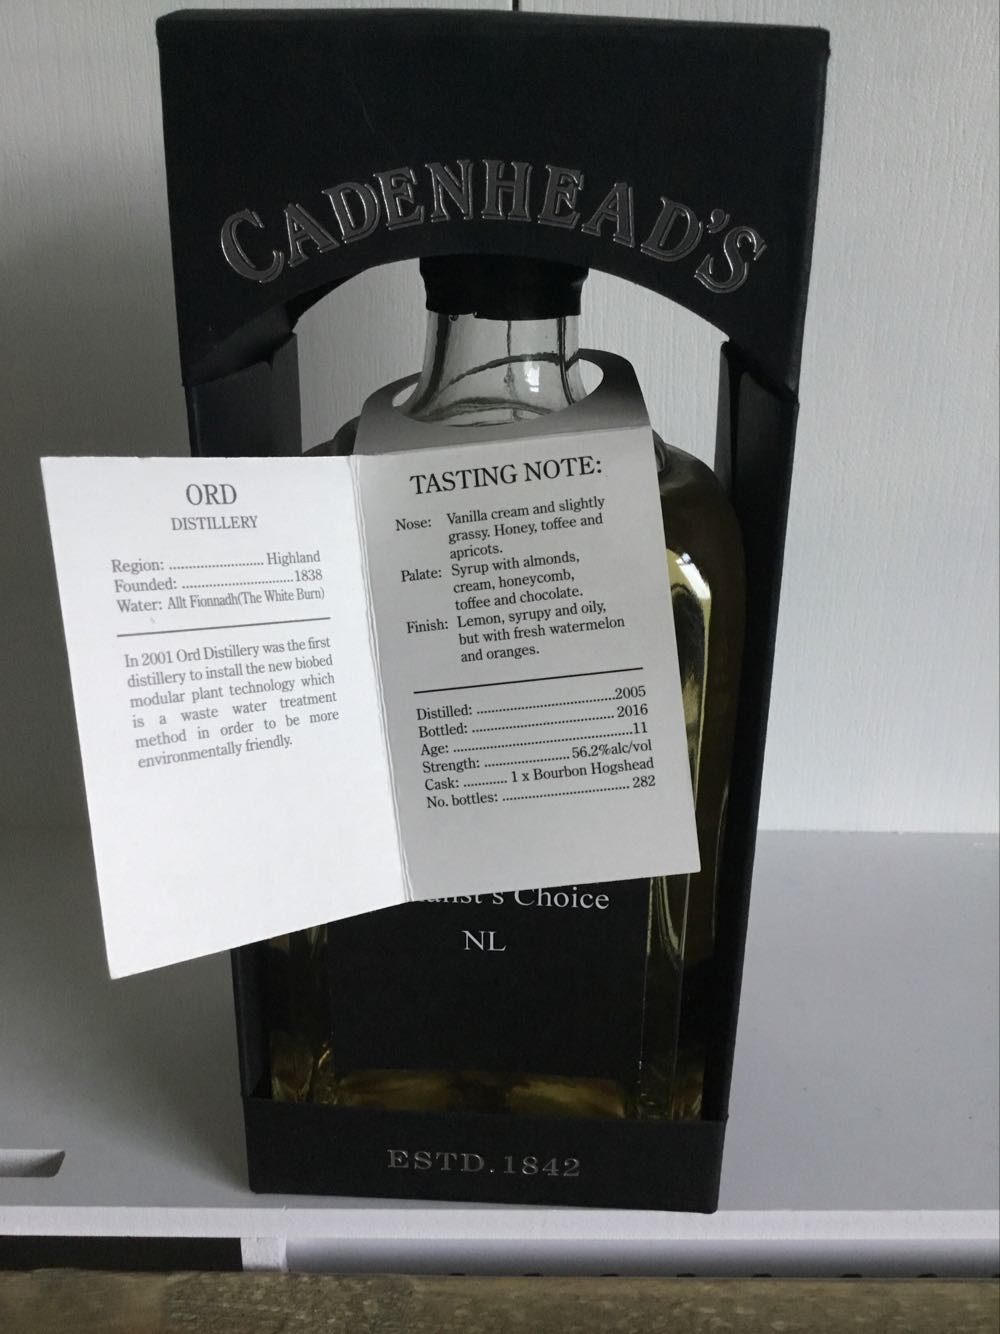 CADENHEAD'S
ORD
DISTILLERY
Region: ........................ Highland
Founded: .............................1838
Water: Allt Fionnadh(The White Burn)
In 2001 Ord Distillery was the first
distillery to install the new biobed
modular plant technology which
is a waste water treatment
method in order to be more
environmentally friendly.
TASTING NOTE:
Nose: Vanilla cream and slightly
grassy. Honey, toffee and
apricots.
Palate: Syrup with almonds,
cream, honeycomb,
toffee and chocolate.
Finish: Lemon, syrupy and oily,
but with fresh watermelon
and oranges.
Distilled: ...................................2005
Bottled: .................................... 2016
Age: .............................................11
Strength: ......................56.2%alc/vol
Cask: ............ 1 x Bourbon Hogshead
No. bottles: ................................ 282
Choice
NL
ESTD. 1842